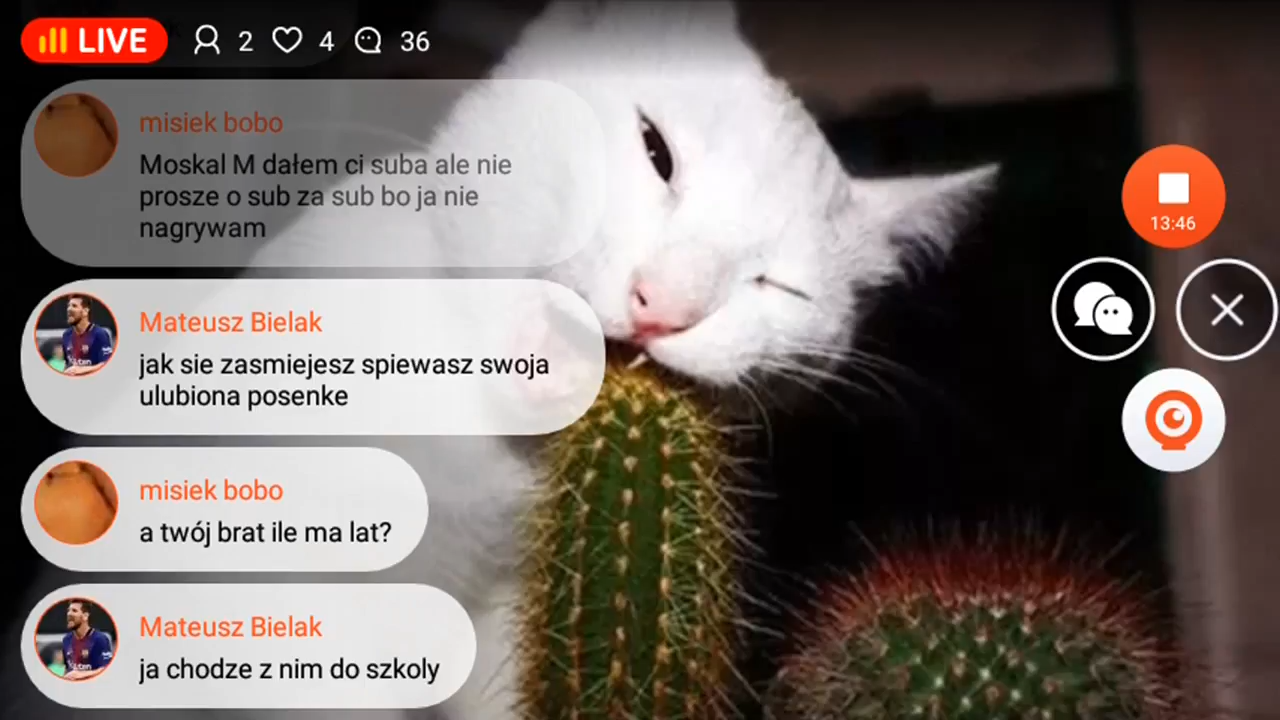 LIVE 2 4 36
misiek bobo
Moskal M dałem ci suba ale nie
prosze o sub za sub bo ja nie
nagrywam
Mateusz Bielak
jak sie zasmiejesz spiewasz swoja
ulubiona posenke
misiek bobo
a twój brat ile ma lat?
Mateusz Bielak
ja chodze z nim do szkoly
13:46